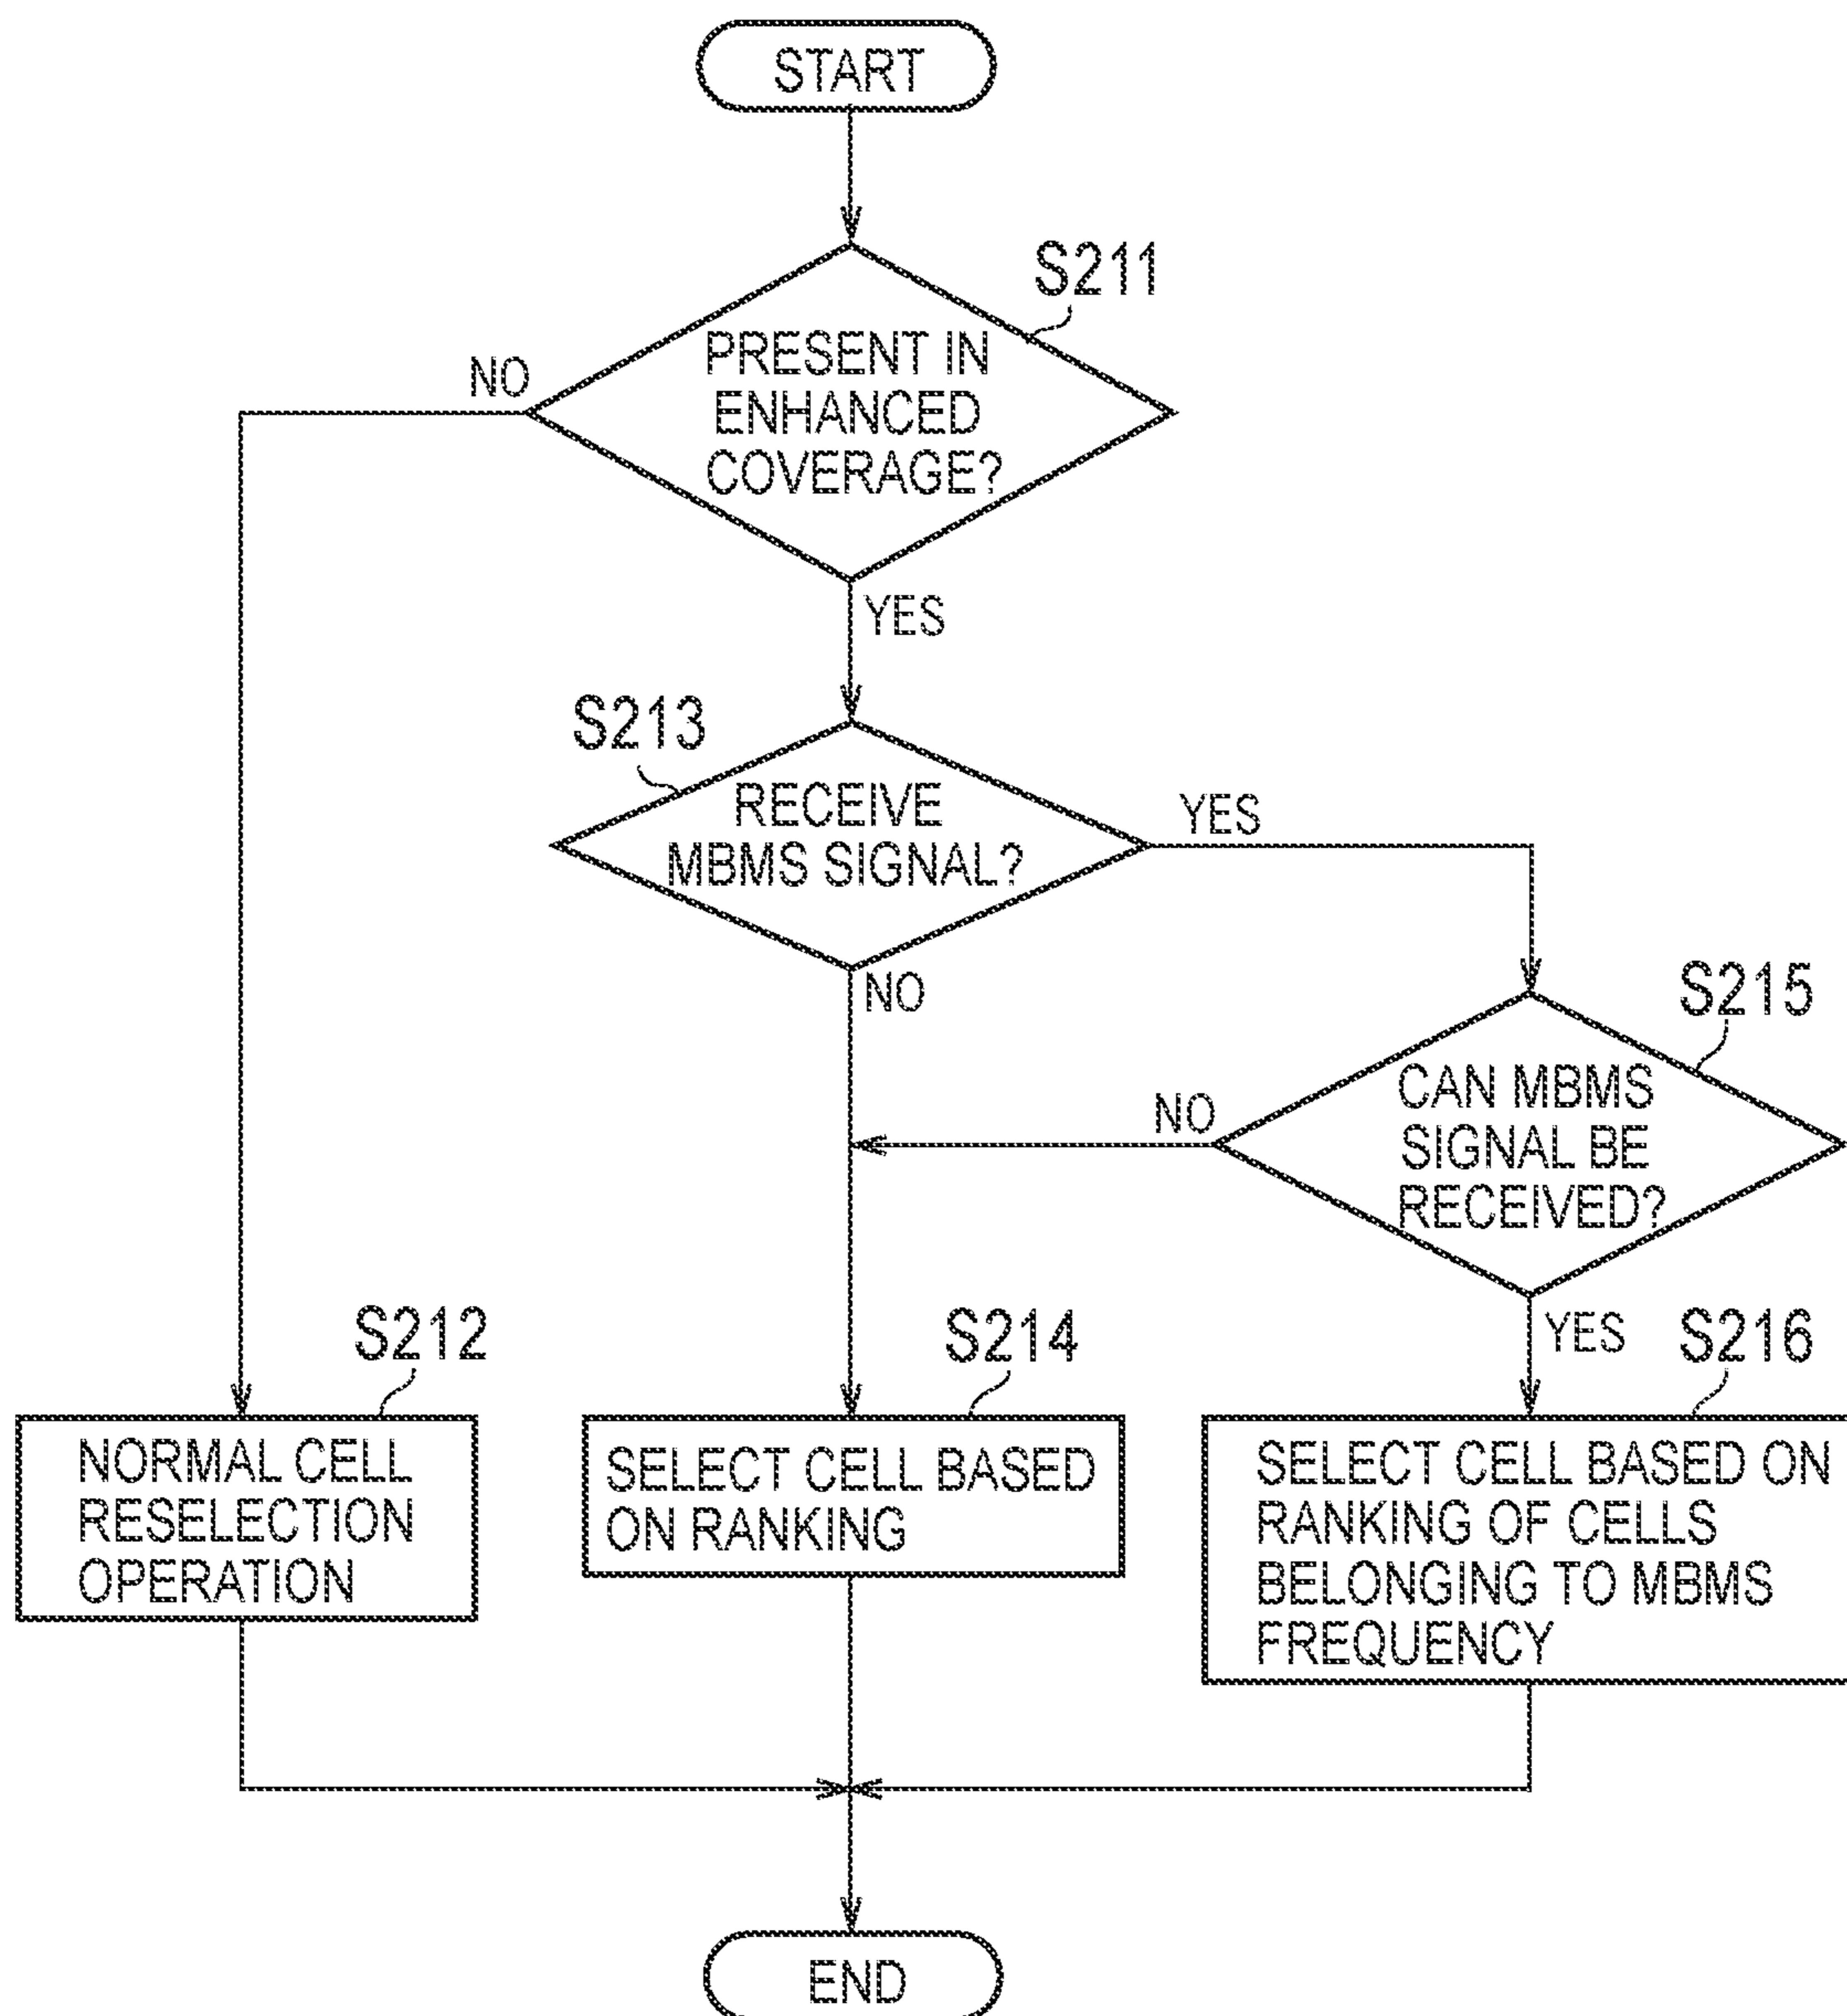 START
S211
PRESENT IN
ENHANCED
COVERAGE?
NO
YES
S213
RECEIVE
MBMS SIGNAL?
YES
NO
S215
CAN MBMS
SIGNAL BE
RECEIVED?
NO
YES
S212
NORMAL CELL
RESELECTION
OPERATION
S214
SELECT CELL BASED
ON RANKING
S216
SELECT CELL BASED ON
RANKING OF CELLS
BELONGING TO MBMS
FREQUENCY
END